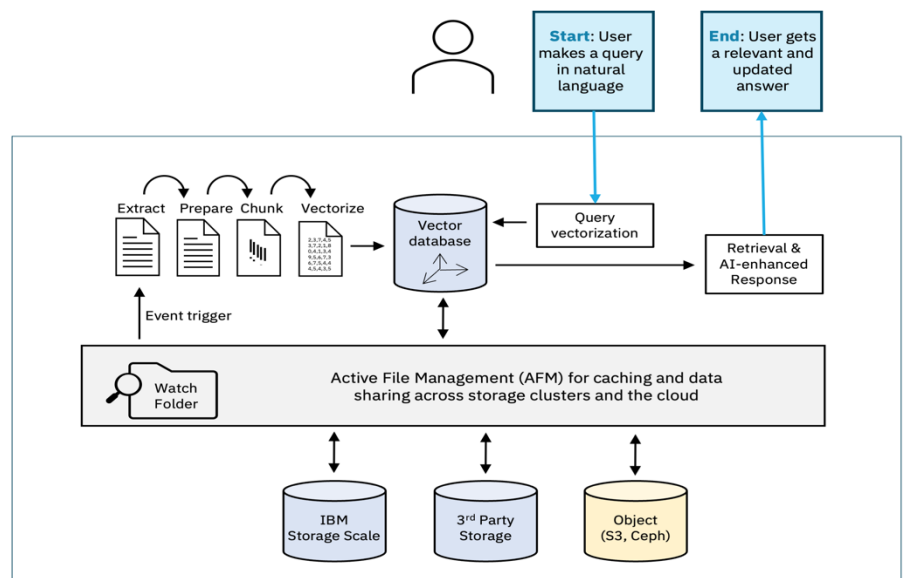 Start: User
makes a query
in natural
language
End: User gets
a relevant and
updated
answer
Extract
Prepare
Chunk
Vectorize
2,3,7,4,5
3,7,2,1,8
0,4,1,3,4
9,5,6,7,3
6,7,5,4,4
4,5,4,3,5
Vector
database
Query
vectorization
Retrieval &
AI-enhanced
Response
Event trigger
Watch
Folder
Active File Management (AFM) for caching and data
sharing across storage clusters and the cloud
IBM
Storage Scale
3rd Party
Storage
Object
(S3, Ceph)